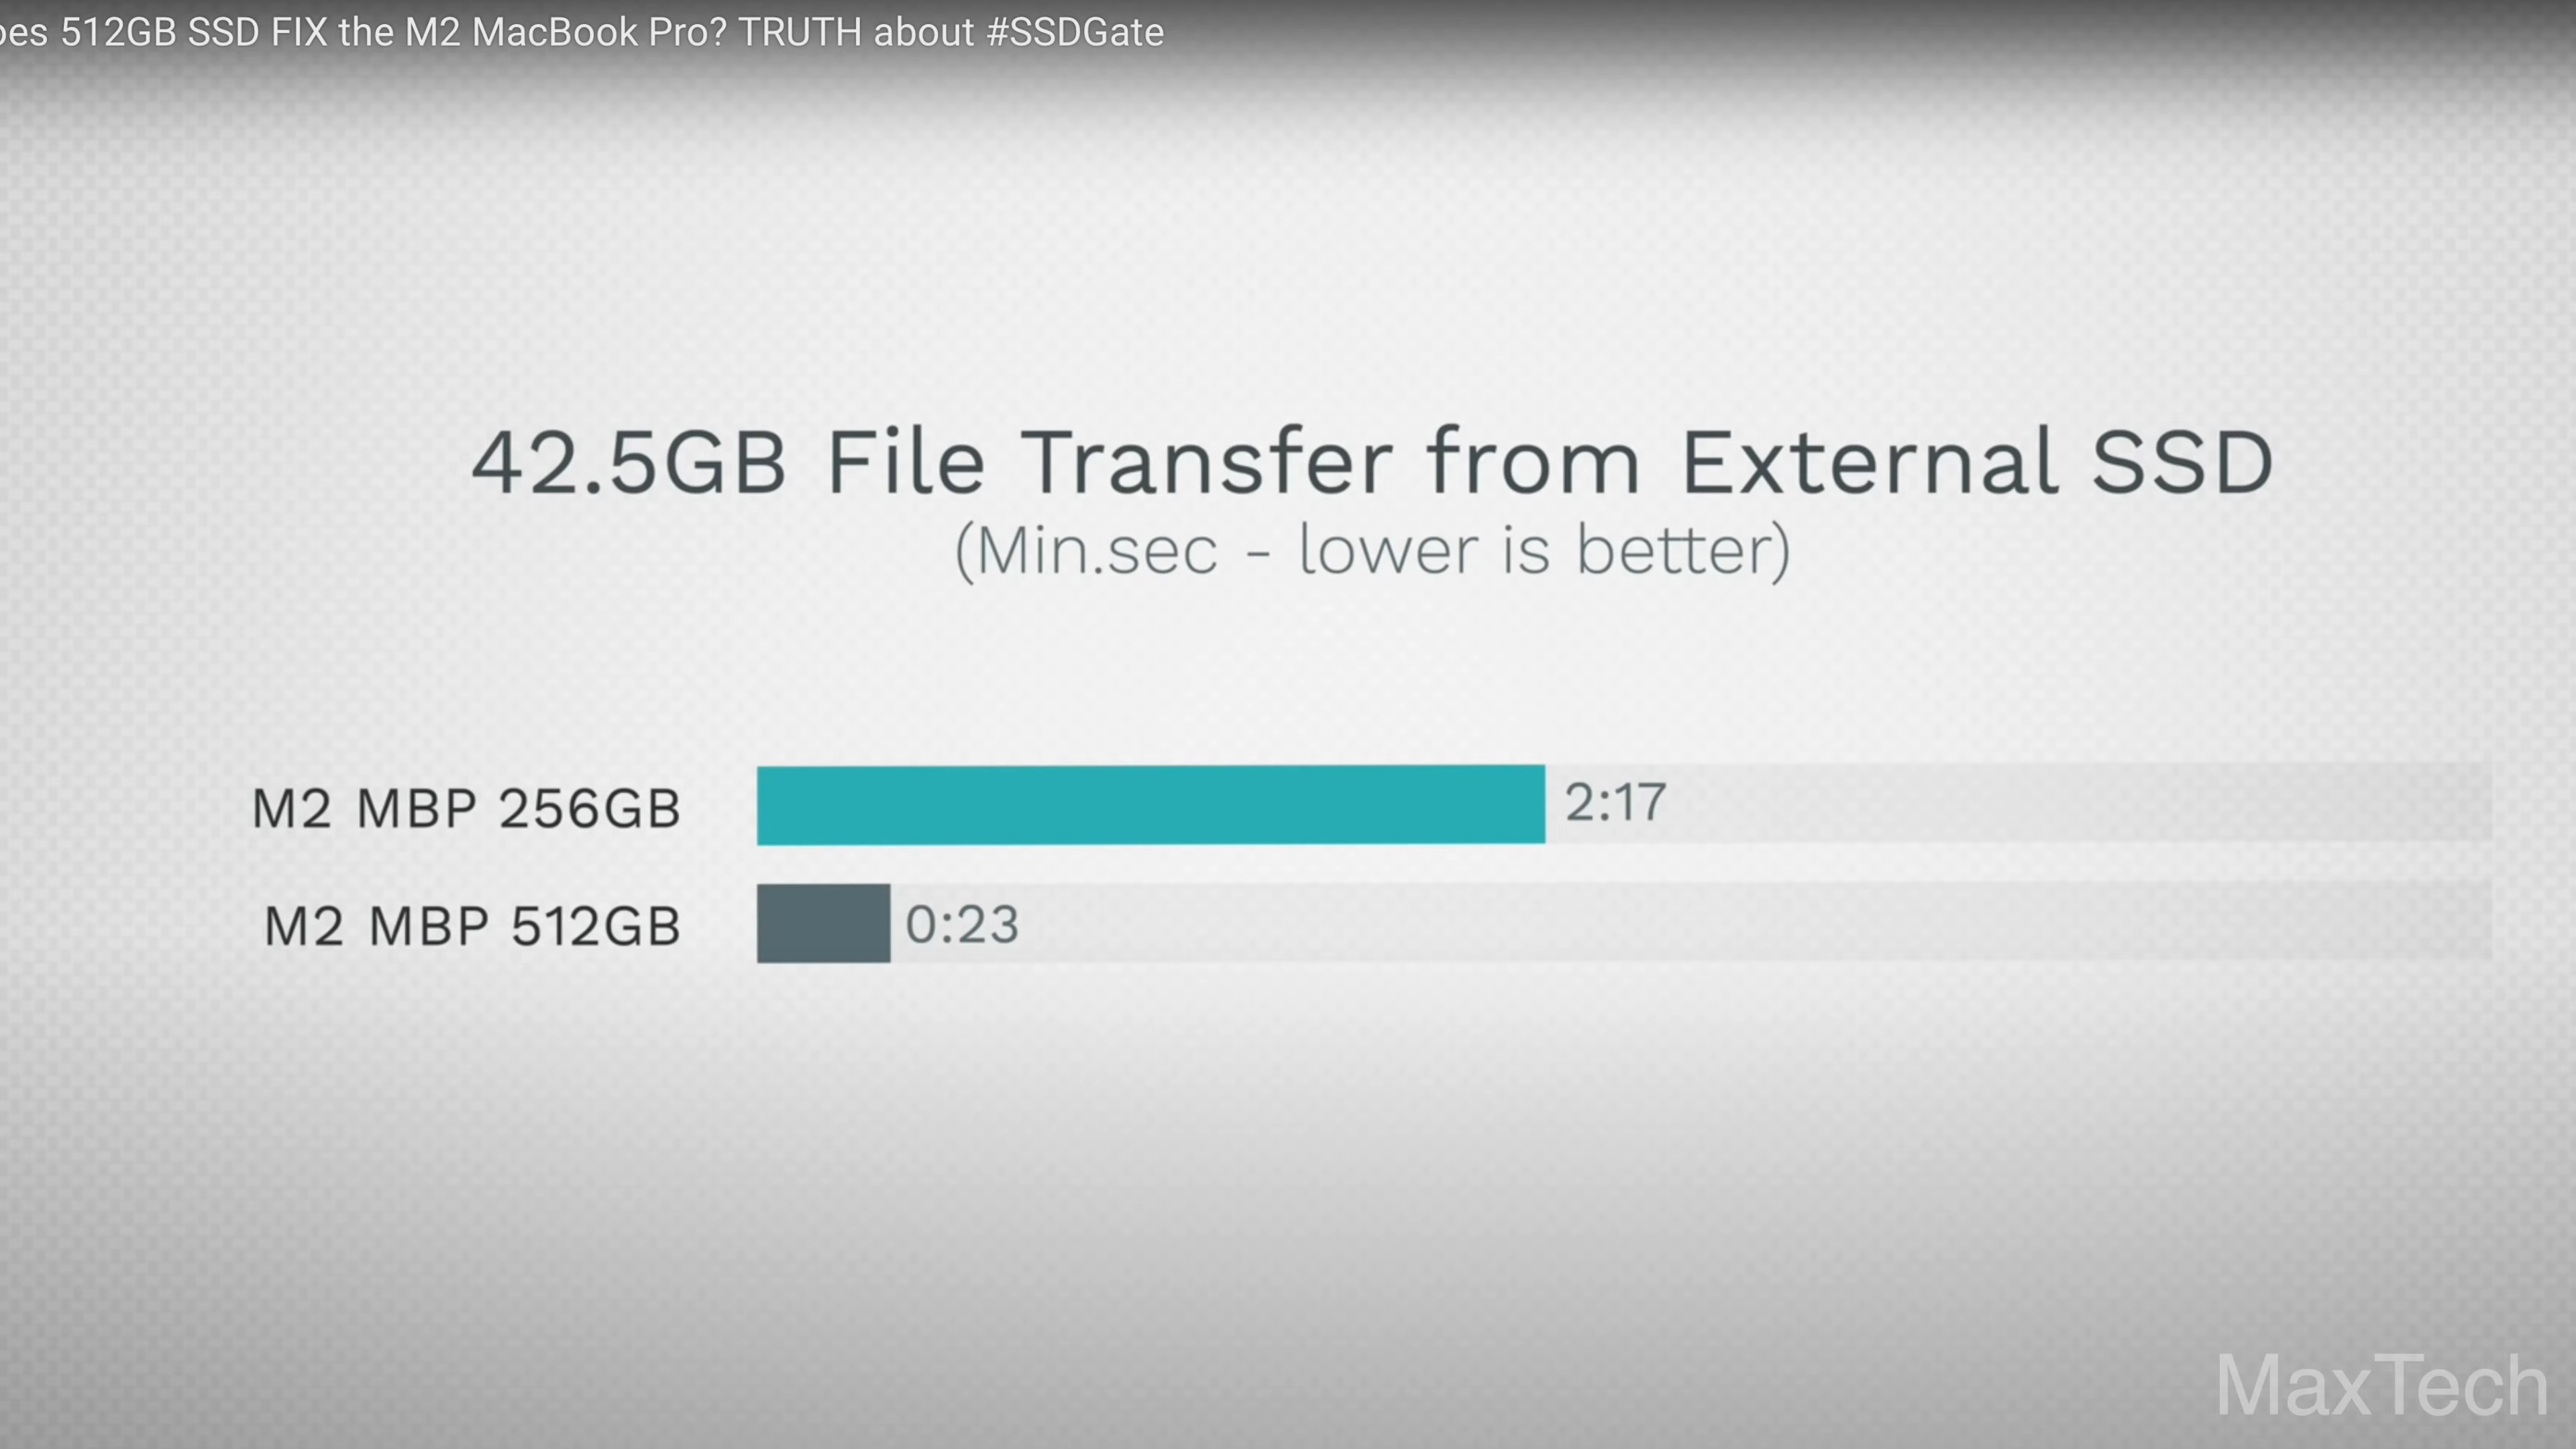 512GB SSD FIX the M2 MacBook Pro? TRUTH about #SSDGate
42.5GB File Transfer from External SSD
(Min.sec - lower is better)
M2 MBP 256GB
2:17
M2 MBP 512GB
0:23
MaxTech